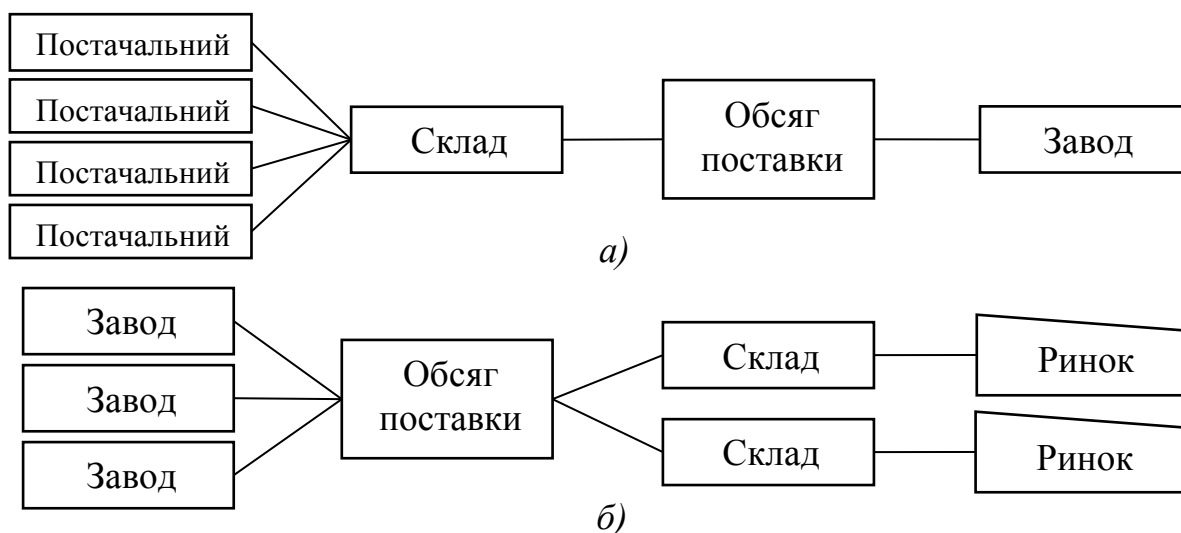 Постачальний
Постачальний
Постачальний
Постачальний
Склад
Обсяг
поставки
Завод
а)
Завод
Завод
Завод
Обсяг
поставки
Склад
Ринок
Склад
Ринок
б)